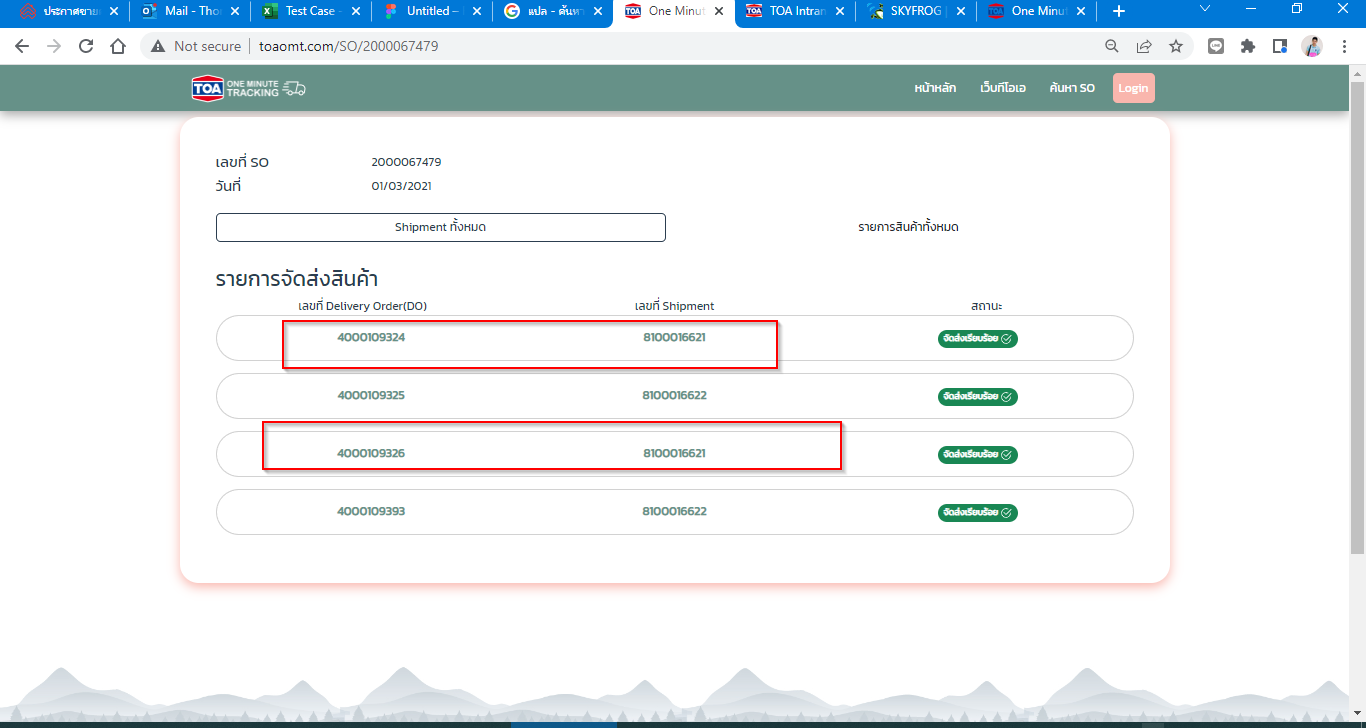 ประกาศขาย
Mail - Tho
Test Case -
Untitled –
แปล - ค้นหา
One Minut
TOA Intran
SKYFROG
One Minut
Not secure toaomt.com/SO/2000067479
TOA ONE MINUTE TRACKING
หน้าหลัก เว็บทีโอเอ ค้นหา SO Login
เลขที่ SO 2000067479
วันที่ 01/03/2021
Shipment ทั้งหมด รายการสินค้าทั้งหมด
รายการจัดส่งสินค้า
เลขที่ Delivery Order(DO) เลขที่ Shipment สถานะ
4000109324 8100016621 จัดส่งเรียบร้อย
4000109325 8100016622 จัดส่งเรียบร้อย
4000109326 8100016621 จัดส่งเรียบร้อย
4000109393 8100016622 จัดส่งเรียบร้อย